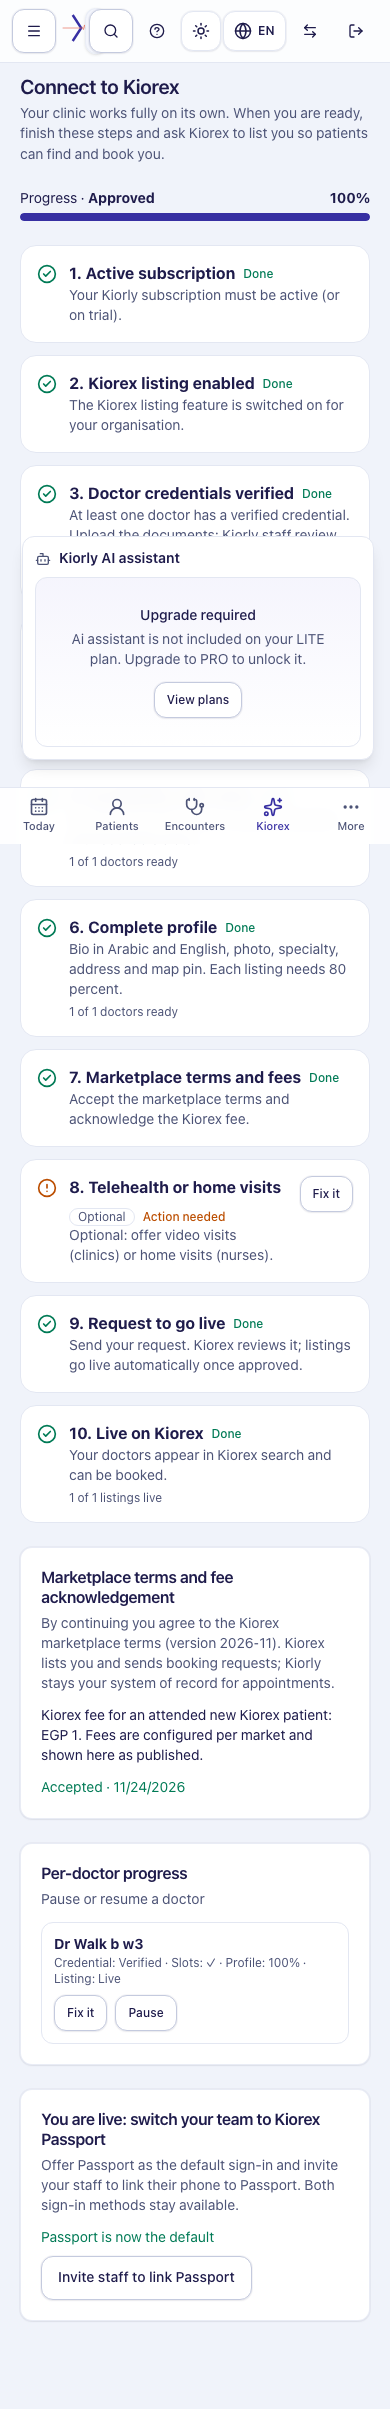 EN
Connect to Kiorex
Your clinic works fully on its own. When you are ready,
finish these steps and ask Kiorex to list you so patients
can find and book you.
Progress · Approved 100%
1. Active subscription Done
Your Kiorly subscription must be active (or
on trial).
2. Kiorex listing enabled Done
The Kiorex listing feature is switched on for
your organisation.
3. Doctor credentials verified Done
At least one doctor has a verified credential.
Upload the documents; Kiorly staff review
Kiorly AI assistant
Upgrade required
Ai assistant is not included on your LITE
plan. Upgrade to PRO to unlock it.
View plans
Today Patients Encounters Kiorex More
1 of 1 doctors ready
6. Complete profile Done
Bio in Arabic and English, photo, specialty,
address and map pin. Each listing needs 80
percent.
1 of 1 doctors ready
7. Marketplace terms and fees Done
Accept the marketplace terms and
acknowledge the Kiorex fee.
8. Telehealth or home visits Fix it
Optional Action needed
Optional: offer video visits
(clinics) or home visits (nurses).
9. Request to go live Done
Send your request. Kiorex reviews it; listings
go live automatically once approved.
10. Live on Kiorex Done
Your doctors appear in Kiorex search and
can be booked.
1 of 1 listings live
Marketplace terms and fee
acknowledgement
By continuing you agree to the Kiorex
marketplace terms (version 2026-11). Kiorex
lists you and sends booking requests; Kiorly
stays your system of record for appointments.
Kiorex fee for an attended new Kiorex patient:
EGP 1. Fees are configured per market and
shown here as published.
Accepted · 11/24/2026
Per-doctor progress
Pause or resume a doctor
Dr Walk b w3
Credential: Verified · Slots: ✓ · Profile: 100% ·
Listing: Live
Fix it Pause
You are live: switch your team to Kiorex
Passport
Offer Passport as the default sign-in and invite
your staff to link their phone to Passport. Both
sign-in methods stay available.
Passport is now the default
Invite staff to link Passport